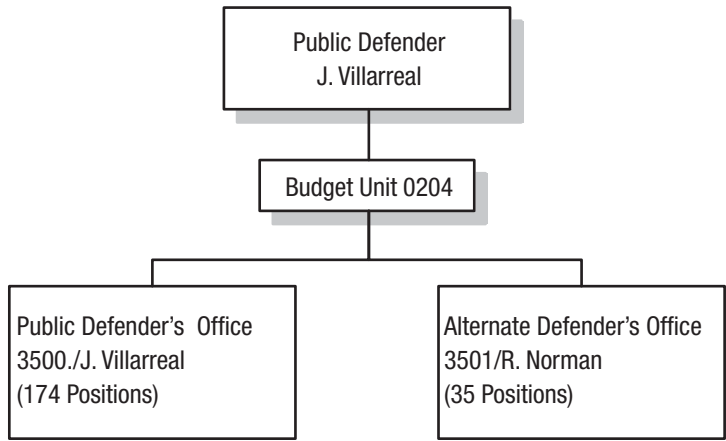 Public Defender
J. Villarreal
Budget Unit 0204
Public Defender’s Office
3500./J. Villarreal
(174 Positions)
Alternate Defender’s Office
3501/R. Norman
(35 Positions)